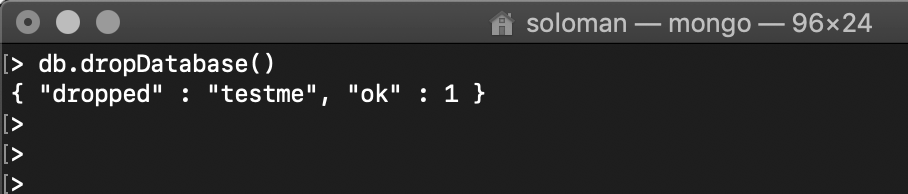 soloman — mongo — 96×24
[> db.dropDatabase()
{ "dropped" : "testme", "ok" : 1 }
[>
[>
[>